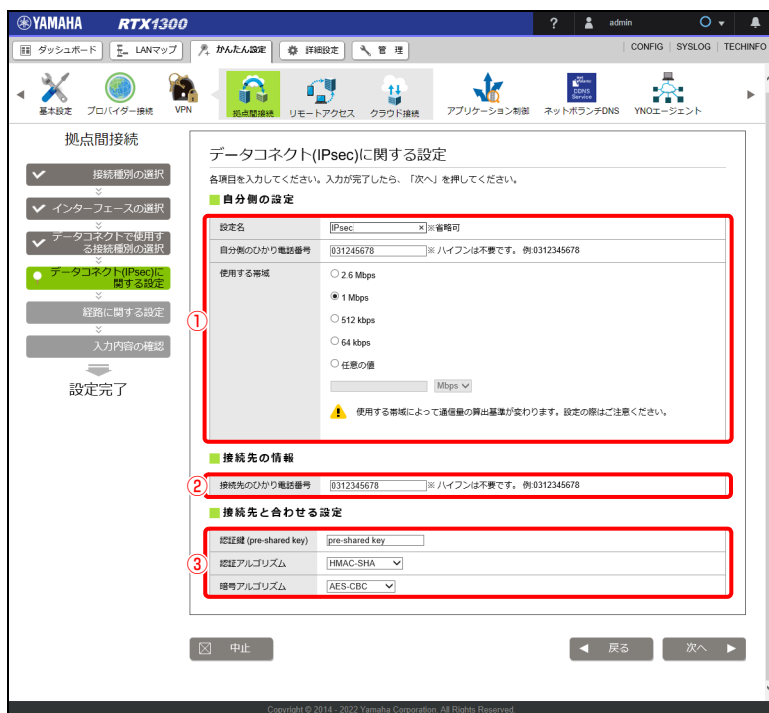 YAMAHA RTX1300 ? admin
ダッシュボード LANマップ かんたん設定 詳細設定 管 理 CONFIG SYSLOG TECHINFO
基本設定 プロバイダー接続 VPN 拠点間接続 リモートアクセス クラウド接続 アプリケーション制御 ネットボランチDNS YNOエージェント
DDNS
Service
拠点間接続
接続種別の選択
インターフェースの選択
データコネクトで使用す
る接続種別の選択
データコネクト(IPsec)に
関する設定
経路に関する設定
入力内容の確認
設定完了
データコネクト(IPsec)に関する設定
各項目を入力してください。入力が完了したら、「次へ」を押してください。
自分側の設定
①
設定名 IPsec × ※省略可
自分側のひかり電話番号 031245678 ※ ハイフンは不要です。 例:0312345678
使用する帯域 2.6 Mbps
1 Mbps
512 kbps
64 kbps
任意の値
Mbps
使用する帯域によって通信量の算出基準が変わります。設定の際はご注意ください。
接続先の情報
②
接続先のひかり電話番号 0312345678 ※ ハイフンは不要です。 例:0312345678
接続先と合わせる設定
③
認証鍵 (pre-shared key) pre-shared key
認証アルゴリズム HMAC-SHA
暗号アルゴリズム AES-CBC
中止 戻る 次へ
Copyright © 2014 - 2022 Yamaha Corporation. All Rights Reserved.